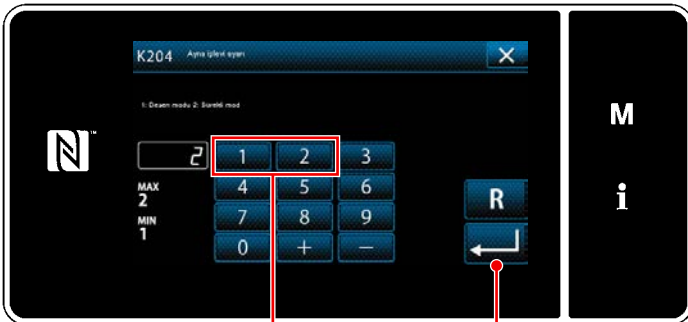 K204 Ayna işlevi ayarı
1: Desen modu 2: Sürekli mod
2 1 2 3
MAX
2
4 5 6
MIN
1
7 8 9
0 + −
R
M
i
N